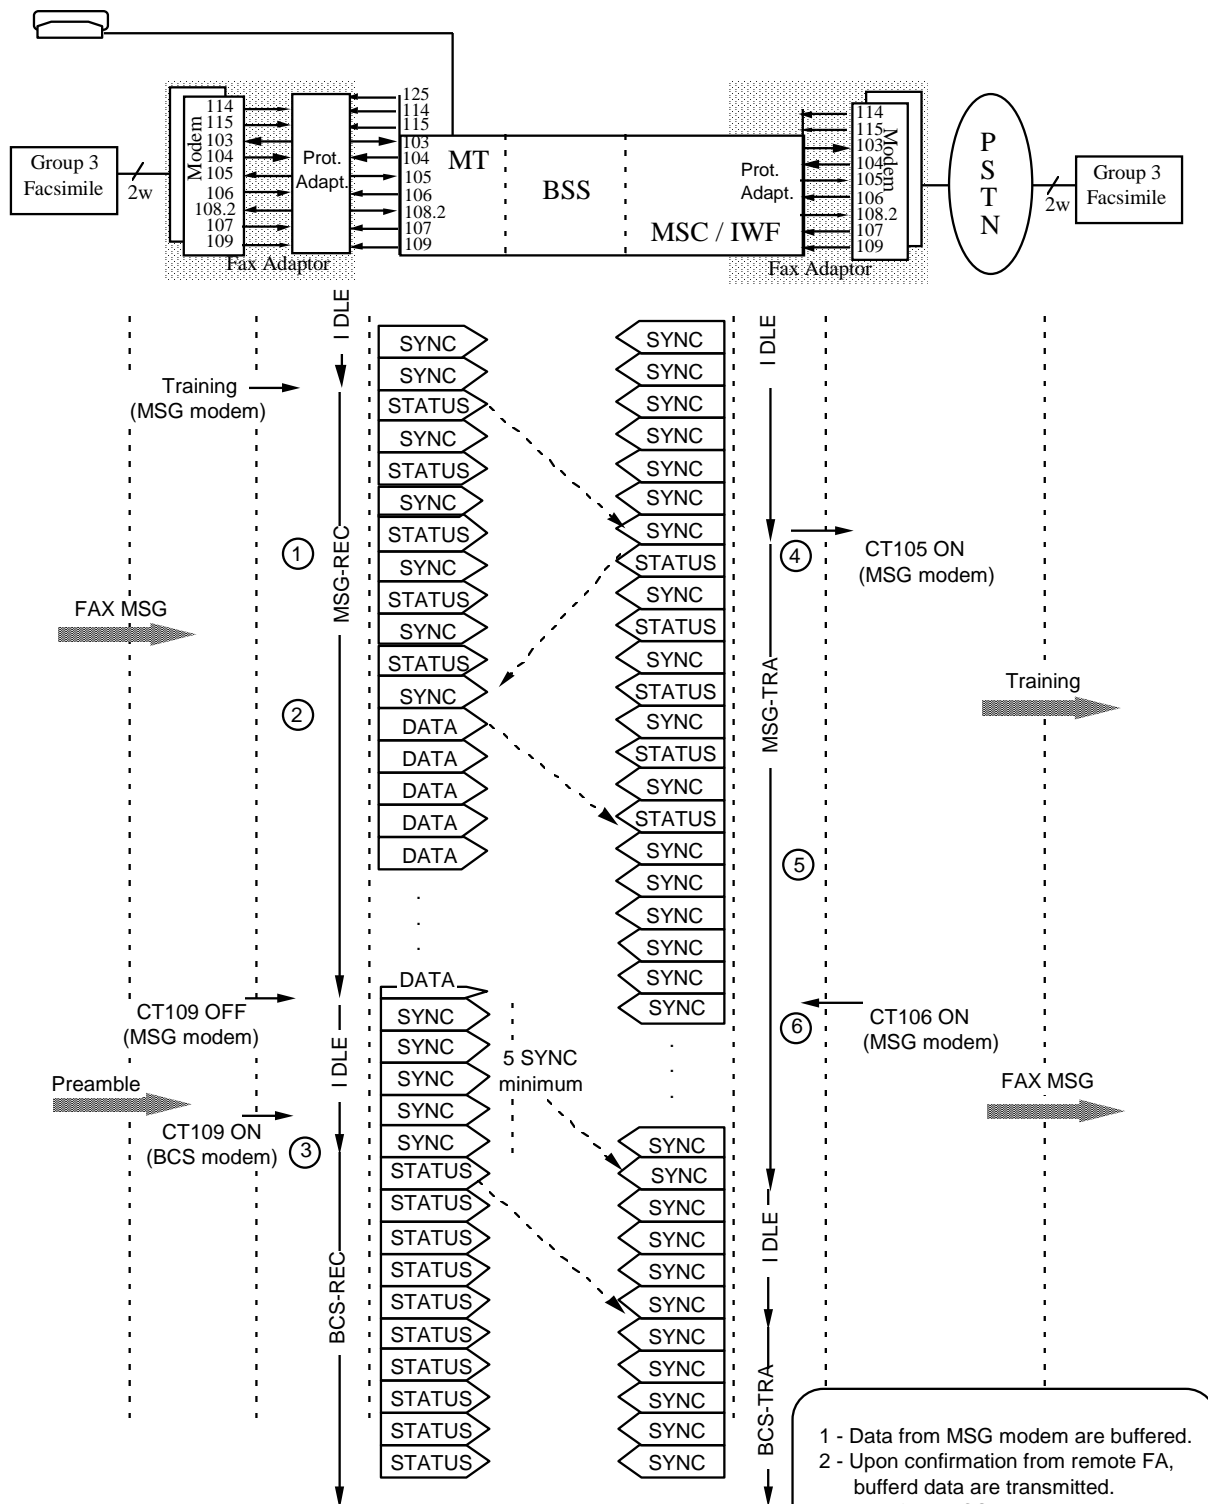 125
114
115
103
104
105
106
108.2
107
109
Modem
Prot.
Adapt.
Fax Adaptor
Group 3
Facsimile
2w
114
115
103
104
105
106
108.2
107
109
MT
BSS
MSC / IWF
Prot.
Adapt.
Fax Adaptor
114
115
103
104
105
106
108.2
107
109
Modem
P
S
T
N
2w
Group 3
Facsimile
I DLE
Training
(MSG modem)
1
MSG-REC
FAX MSG
2
CT109 OFF
(MSG modem)
I DLE
Preamble
CT109 ON
(BCS modem)
3
BCS-REC
SYNC
SYNC
STATUS
SYNC
STATUS
SYNC
STATUS
SYNC
STATUS
SYNC
STATUS
SYNC
DATA
DATA
DATA
DATA
DATA
.
.
.
DATA
SYNC
SYNC
SYNC
SYNC
SYNC
STATUS
STATUS
STATUS
STATUS
STATUS
STATUS
STATUS
STATUS
STATUS
STATUS
5 SYNC
minimum
SYNC
SYNC
SYNC
SYNC
SYNC
SYNC
SYNC
STATUS
SYNC
STATUS
SYNC
STATUS
SYNC
STATUS
SYNC
STATUS
SYNC
SYNC
SYNC
SYNC
SYNC
SYNC
.
.
.
SYNC
SYNC
SYNC
SYNC
SYNC
SYNC
SYNC
SYNC
SYNC
SYNC
SYNC
I DLE
4
CT105 ON
(MSG modem)
MSG-TRA
Training
5
6
CT106 ON
(MSG modem)
FAX MSG
I DLE
BCS-TRA
1 - Data from MSG modem are buffered.
2 - Upon confirmation from remote FA,
bufferd data are transmitted.